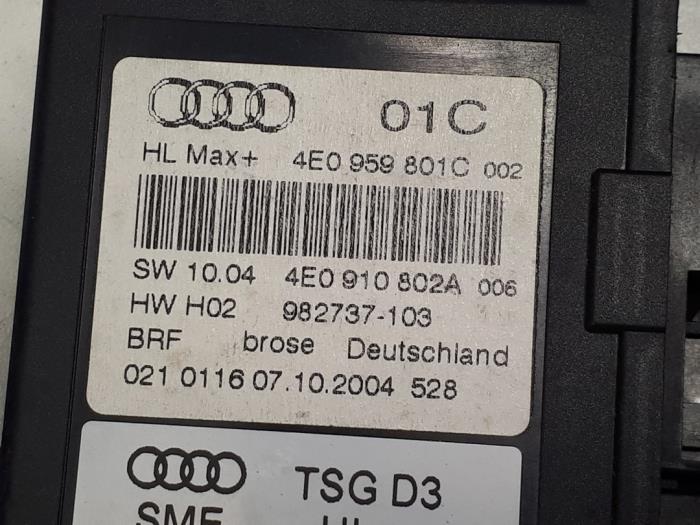 01C
HL Max+ 4E0 959 801C 002
SW 10.04 4E0 910 802A 006
HW H02 982737-103
BRF brose Deutschland
021 0116 07.10.2004 528
TSG D3
SME